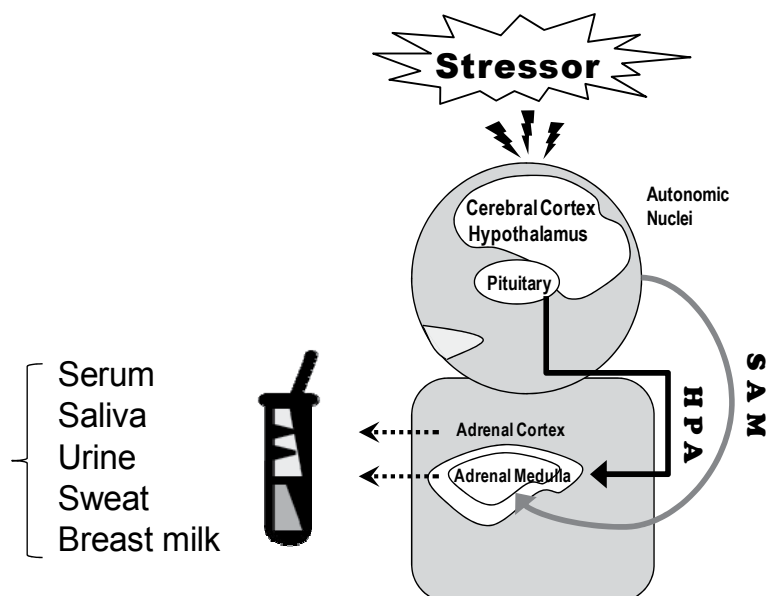 Stressor
Cerebral Cortex
Hypothalamus
Pituitary
Autonomic
Nuclei
SAM
HPA
Adrenal Cortex
Adrenal Medulla
Serum
Saliva
Urine
Sweat
Breast milk